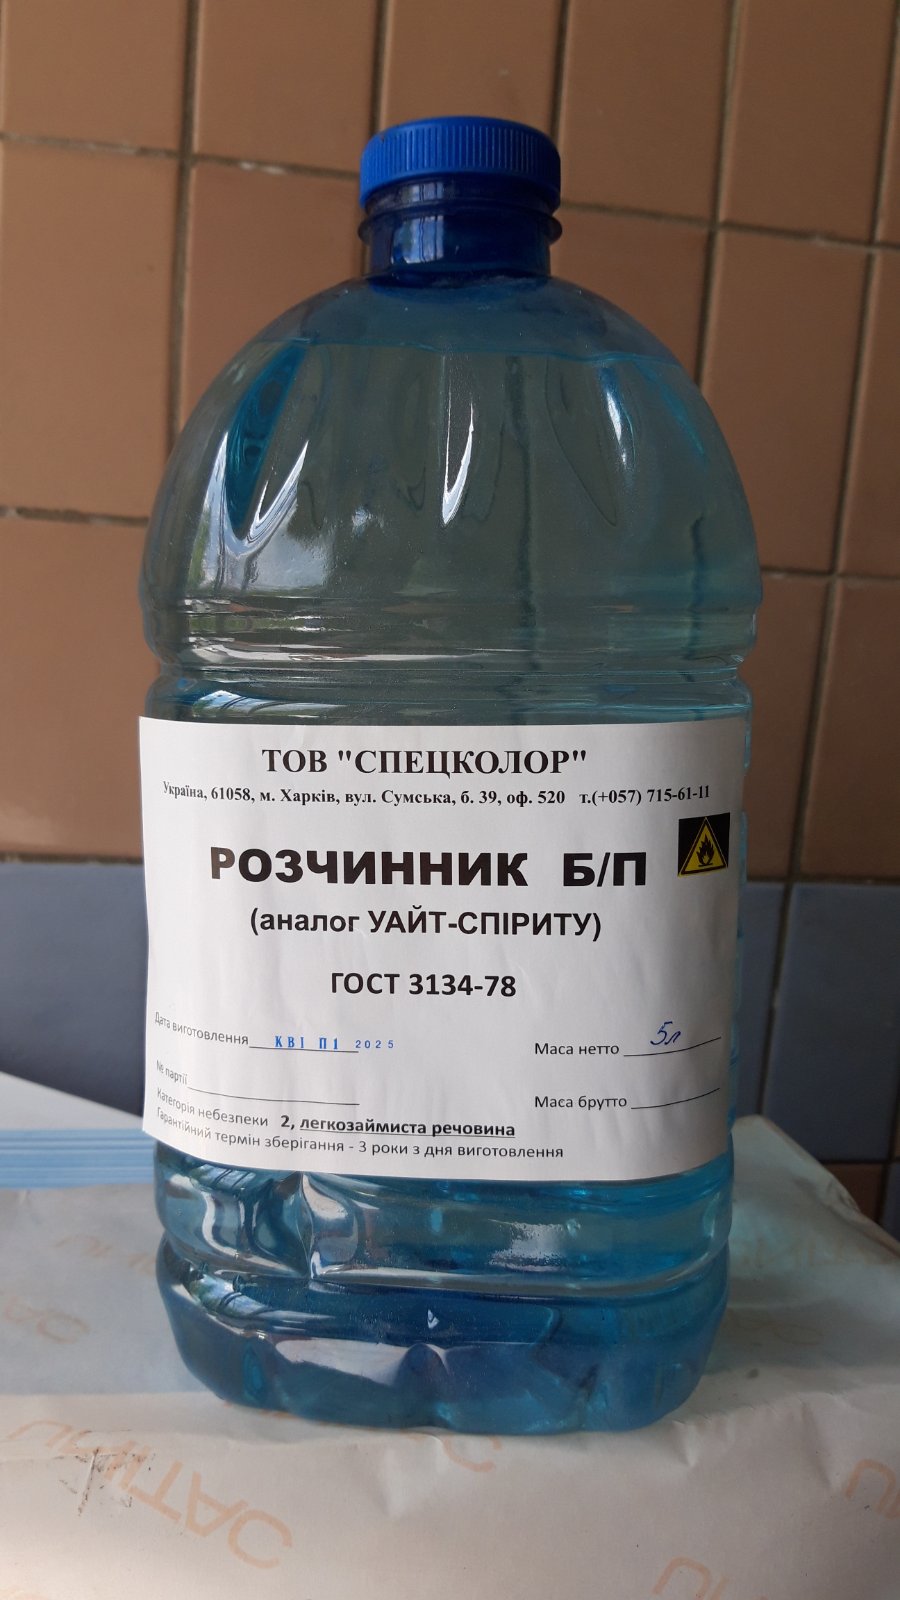 ТОВ "СПЕЦКОЛОР"
Україна, 61058, м. Харків, вул. Сумська, б. 39, оф. 520 т.(+057) 715-61-11
РОЗЧИННИК Б/П
(аналог УАЙТ-СПІРИТУ)
ГОСТ 3134-78
Дата виготовлення КВІ П1 2025
Маса нетто 5л
№ партії
Маса брутто
Категорія небезпеки 2, легкозаймиста речовина
Гарантійний термін зберігання - 3 роки з дня виготовлення